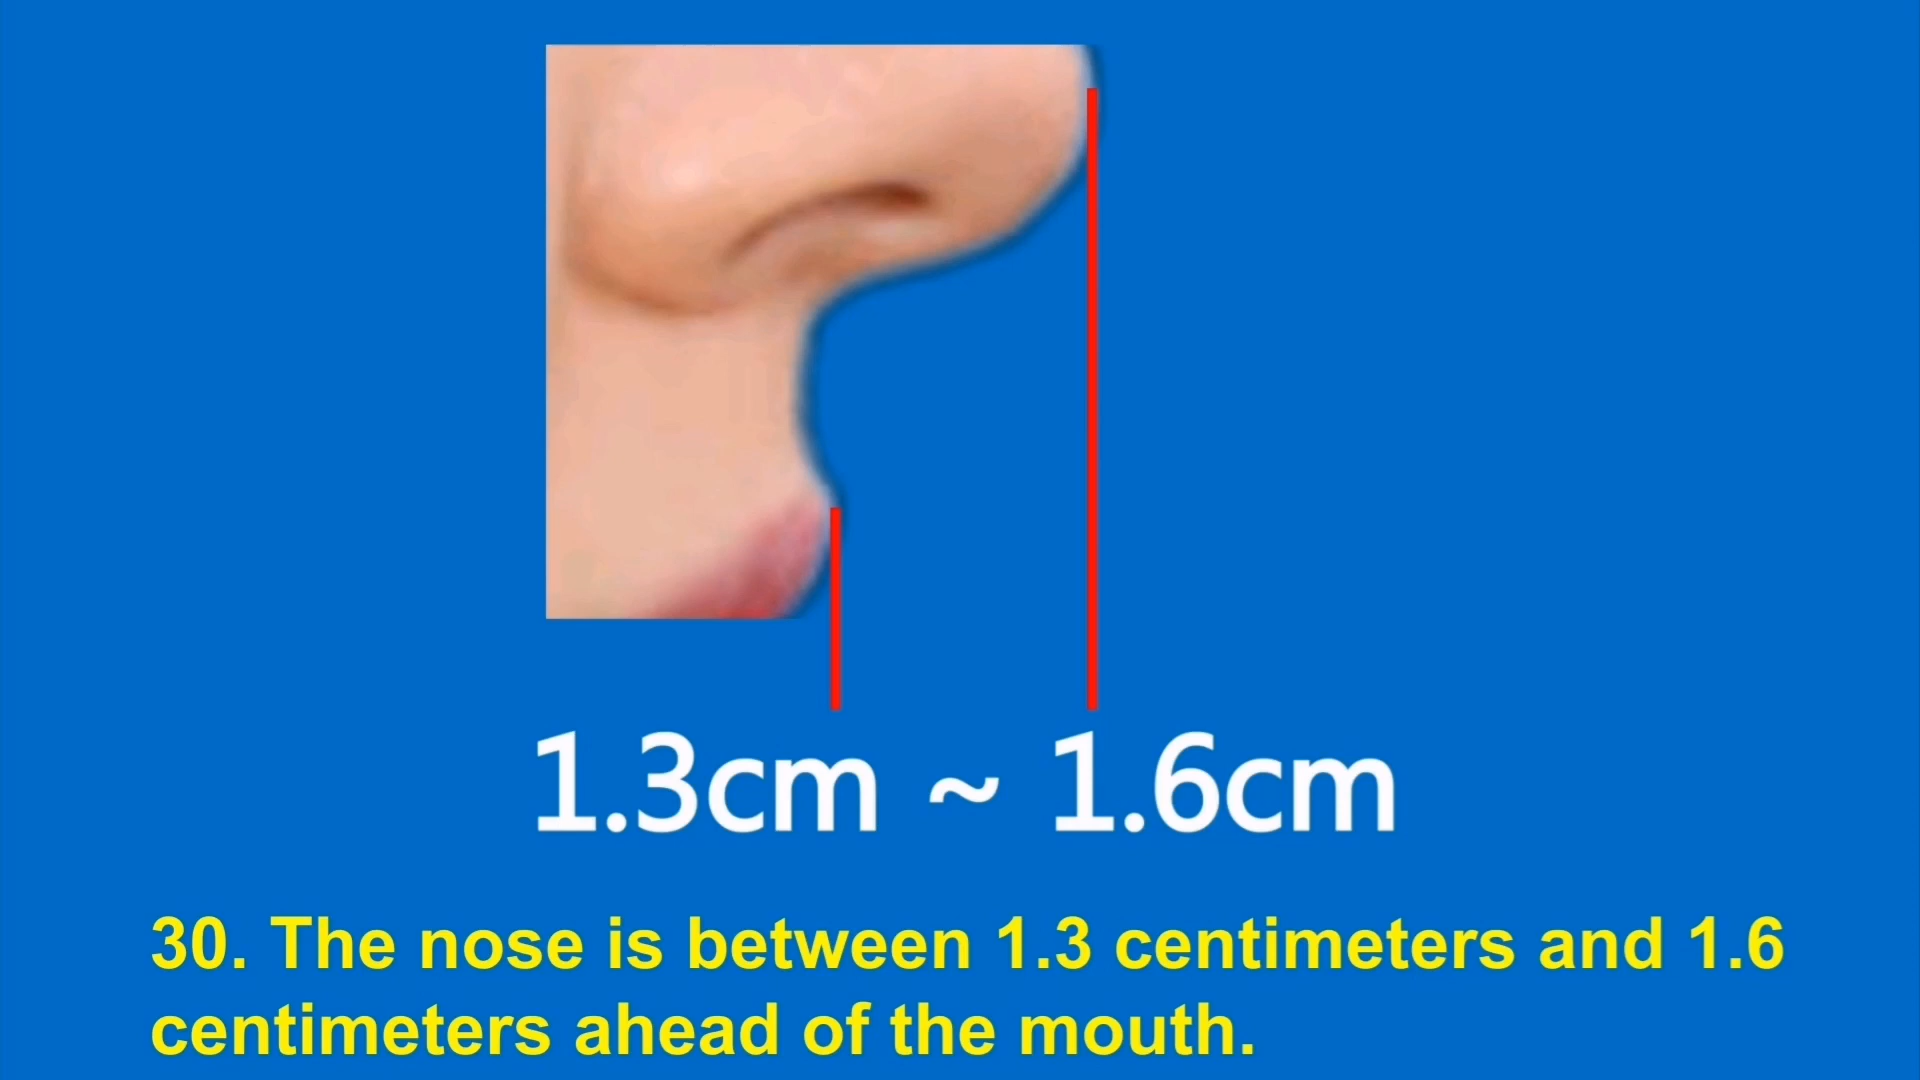 1.3cm ~ 1.6cm
30. The nose is between 1.3 centimeters and 1.6
centimeters ahead of the mouth.